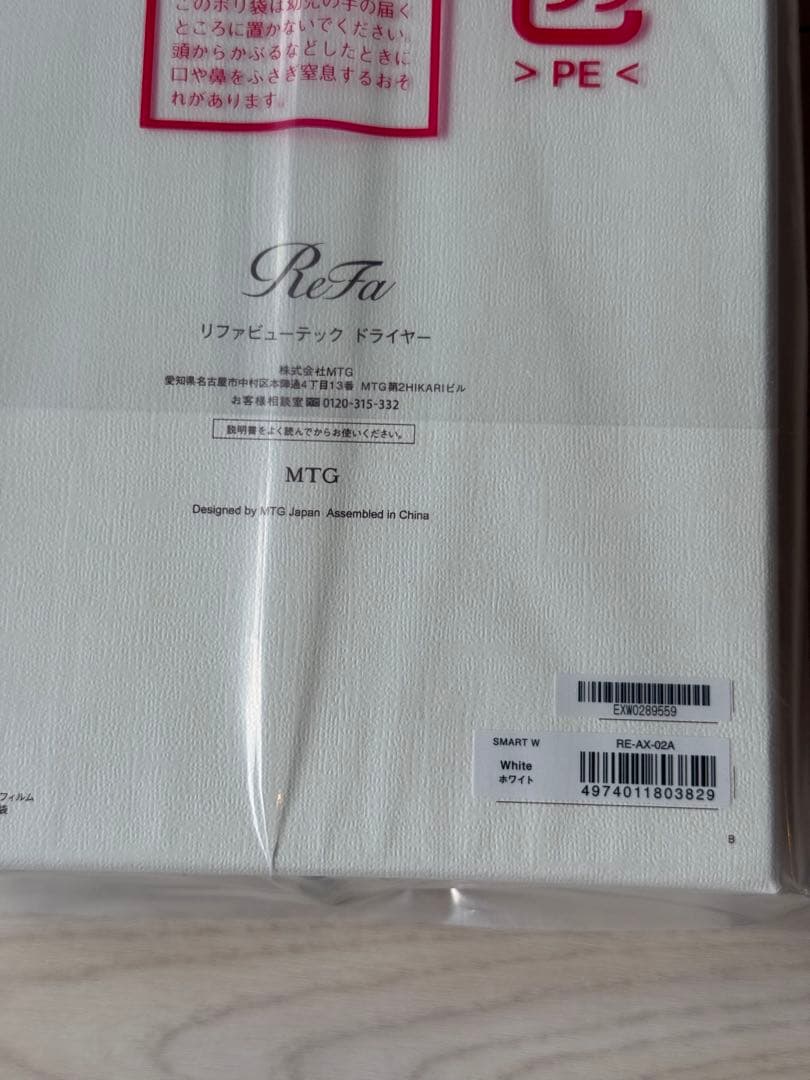 このポリ袋は幼児の手の届く
ところに置かないでください。
頭からかぶるなどしたときに
口や鼻をふさぎ窒息するおそ
れがあります。
> PE <
ReFa
リファビューテック ドライヤー
株式会社MTG
愛知県名古屋市中村区本陣通4丁目13番 MTG第2HIKARIビル
お客様相談室 0120-315-332
説明書をよく読んでからお使いください。
MTG
Designed by MTG Japan Assembled in China
EXW0289559
SMART W
RE-AX-02A
White
ホワイト
4974011803829
フィルム
袋
B